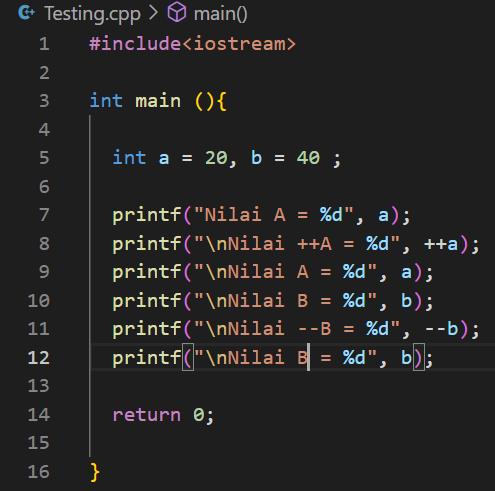 Testing.cpp > main()
1 #include<iostream>
2
3 int main (){
4
5 int a = 20, b = 40 ;
6
7 printf("Nilai A = %d", a);
8 printf("\nNilai ++A = %d", ++a);
9 printf("\nNilai A = %d", a);
10 printf("\nNilai B = %d", b);
11 printf("\nNilai --B = %d", --b);
12 printf("\nNilai B = %d", b);
13
14 return 0;
15
16 }